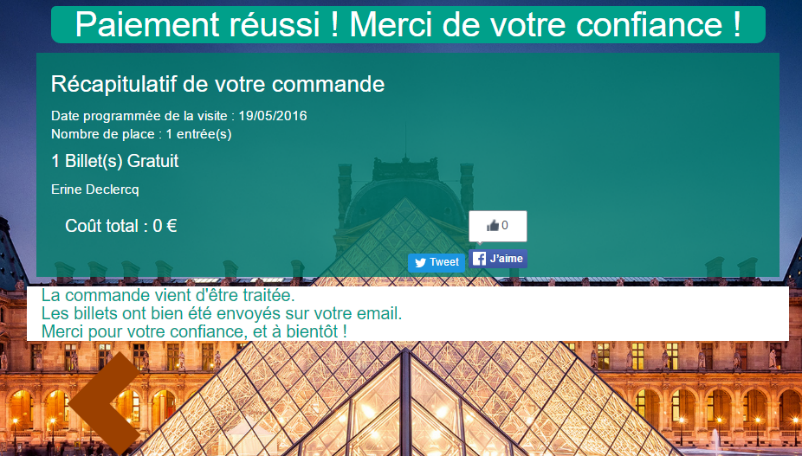 Paiement réussi ! Merci de votre confiance !
Récapitulatif de votre commande
Date programmée de la visite : 19/05/2016
Nombre de place : 1 entrée(s)
1 Billet(s) Gratuit
Erine Declercq
Coût total : 0 €
0
Tweet
J'aime
La commande vient d'être traitée.
Les billets ont bien été envoyés sur votre email.
Merci pour votre confiance, et à bientôt !